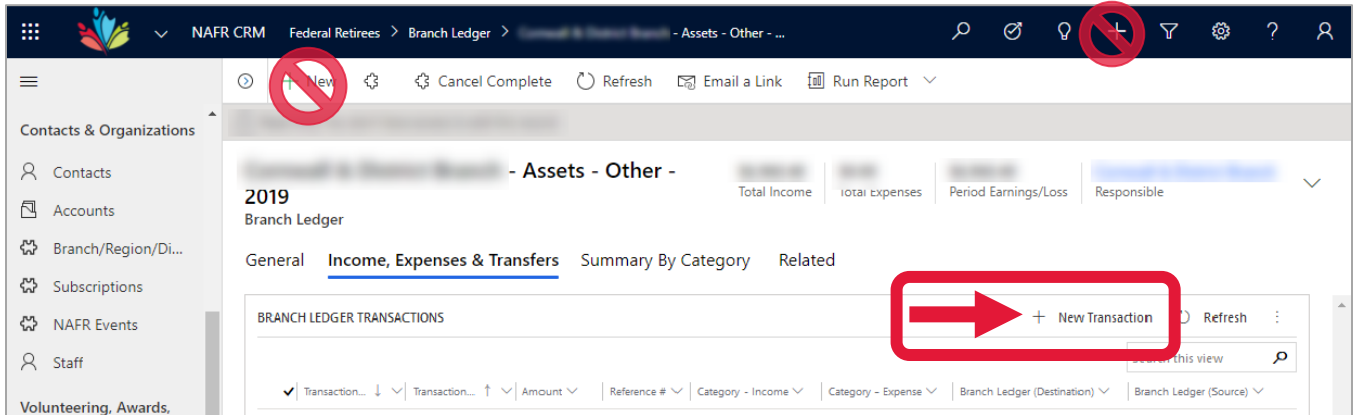 NAFR CRM Federal Retirees > Branch Ledger > - Assets - Other - ...
New Cancel Complete Refresh Email a Link Run Report
Contacts & Organizations
Contacts
Accounts
Branch/Region/Di...
Subscriptions
NAFR Events
Staff
Volunteering, Awards,
- Assets - Other -
2019
Branch Ledger
Total Income Total Expenses Period Earnings/Loss Responsible
General Income, Expenses & Transfers Summary By Category Related
BRANCH LEDGER TRANSACTIONS + New Transaction Refresh
Search this view
Transaction... ↓ Transaction... ↑ Amount Reference # Category - Income Category - Expense Branch Ledger (Destination) Branch Ledger (Source)